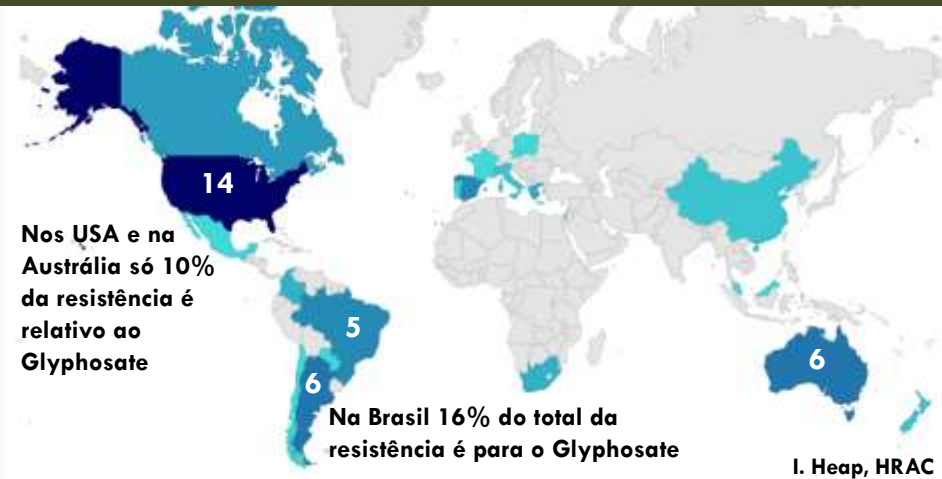 14
Nos USA e na
Austrália só 10%
da resistência é
relativo ao
Glyphosate
5
6
6
Na Brasil 16% do total da
resistência é para o Glyphosate
I. Heap, HRAC